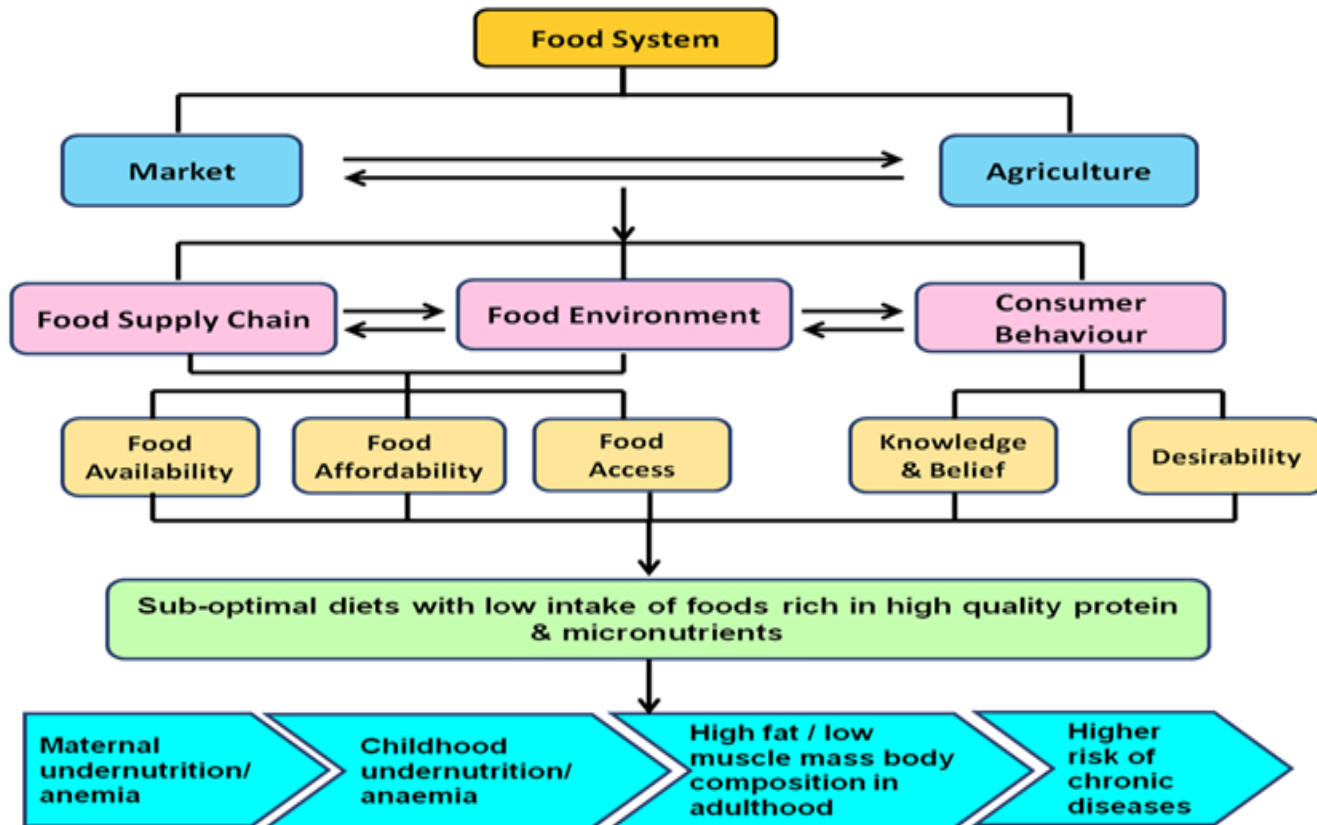 Food System
Market
Agriculture
Food Supply Chain
Food Environment
Consumer
Behaviour
Food
Availability
Food
Affordability
Food
Access
Knowledge
& Belief
Desirability
Sub-optimal diets with low intake of foods rich in high quality protein
& micronutrients
Maternal
undernutrition/
anemia
Childhood
undernutrition/
anaemia
High fat / low
muscle mass body
composition in
adulthood
Higher
risk of
chronic
diseases